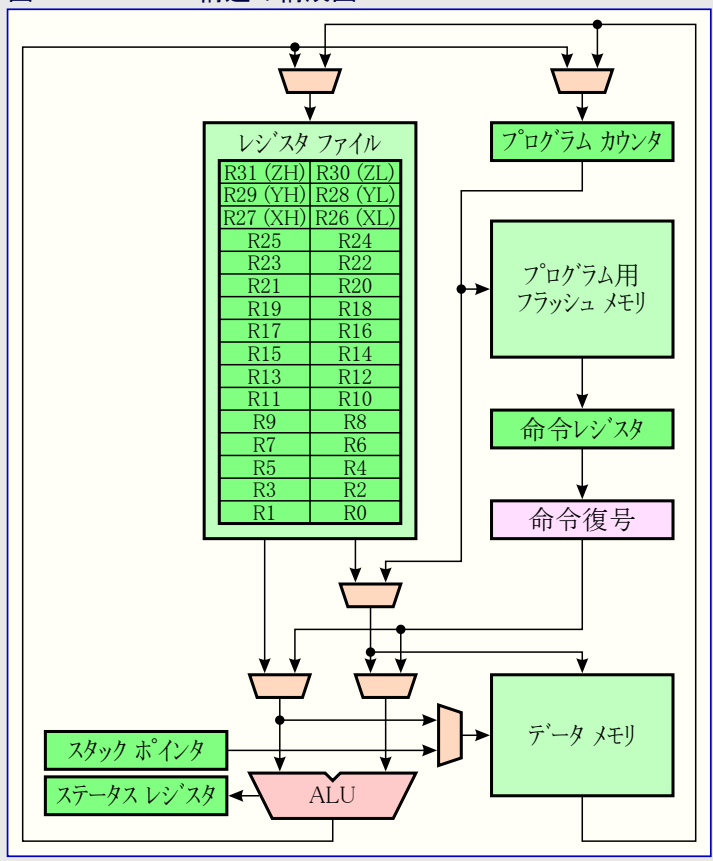 レジスタ ファイル
R31 (ZH) R30 (ZL)
R29 (YH) R28 (YL)
R27 (XH) R26 (XL)
R25 R24
R23 R22
R21 R20
R19 R18
R17 R16
R15 R14
R13 R12
R11 R10
R9 R8
R7 R6
R5 R4
R3 R2
R1 R0
プログラム カウンタ
プログラム用
フラッシュ メモリ
命令レジスタ
命令復号
データ メモリ
スタック ポインタ
ステータス レジスタ
ALU